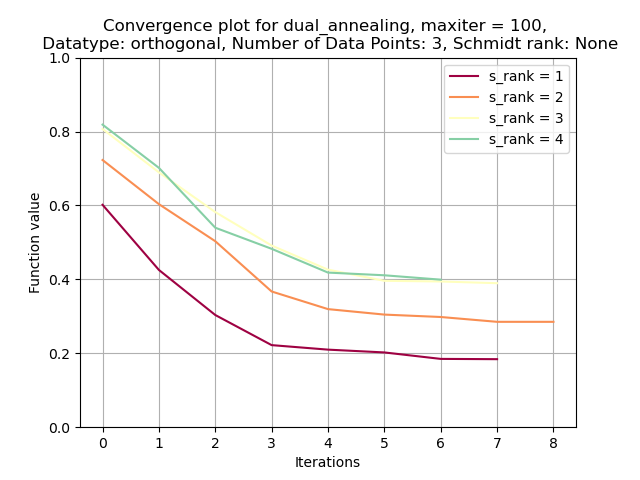 Convergence plot for dual_annealing, maxiter = 100,
Datatype: orthogonal, Number of Data Points: 3, Schmidt rank: None
1.0
0.8
0.6
0.4
0.2
0.0
Function value
s_rank = 1
s_rank = 2
s_rank = 3
s_rank = 4
0 1 2 3 4 5 6 7 8
Iterations